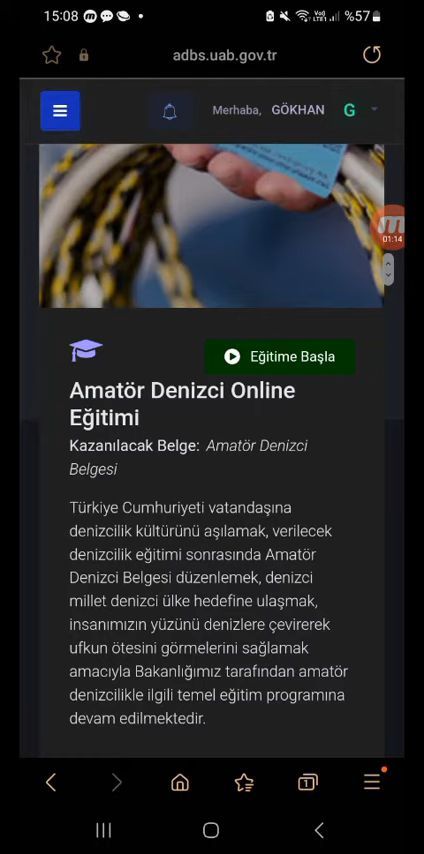 15:08 %57
adbs.uab.gov.tr
Merhaba, GÖKHAN G
01:14
Eğitime Başla
Amatör Denizci Online
Eğitimi
Kazanılacak Belge: Amatör Denizci
Belgesi
Türkiye Cumhuriyeti vatandaşına
denizcilik kültürünü aşılamak, verilecek
denizcilik eğitimi sonrasında Amatör
Denizci Belgesi düzenlemek, denizci
millet denizci ülke hedefine ulaşmak,
insanımızın yüzünü denizlere çevirerek
ufkun ötesini görmelerini sağlamak
amacıyla Bakanlığımız tarafından amatör
denizcilikle ilgili temel eğitim programına
devam edilmektedir.
1